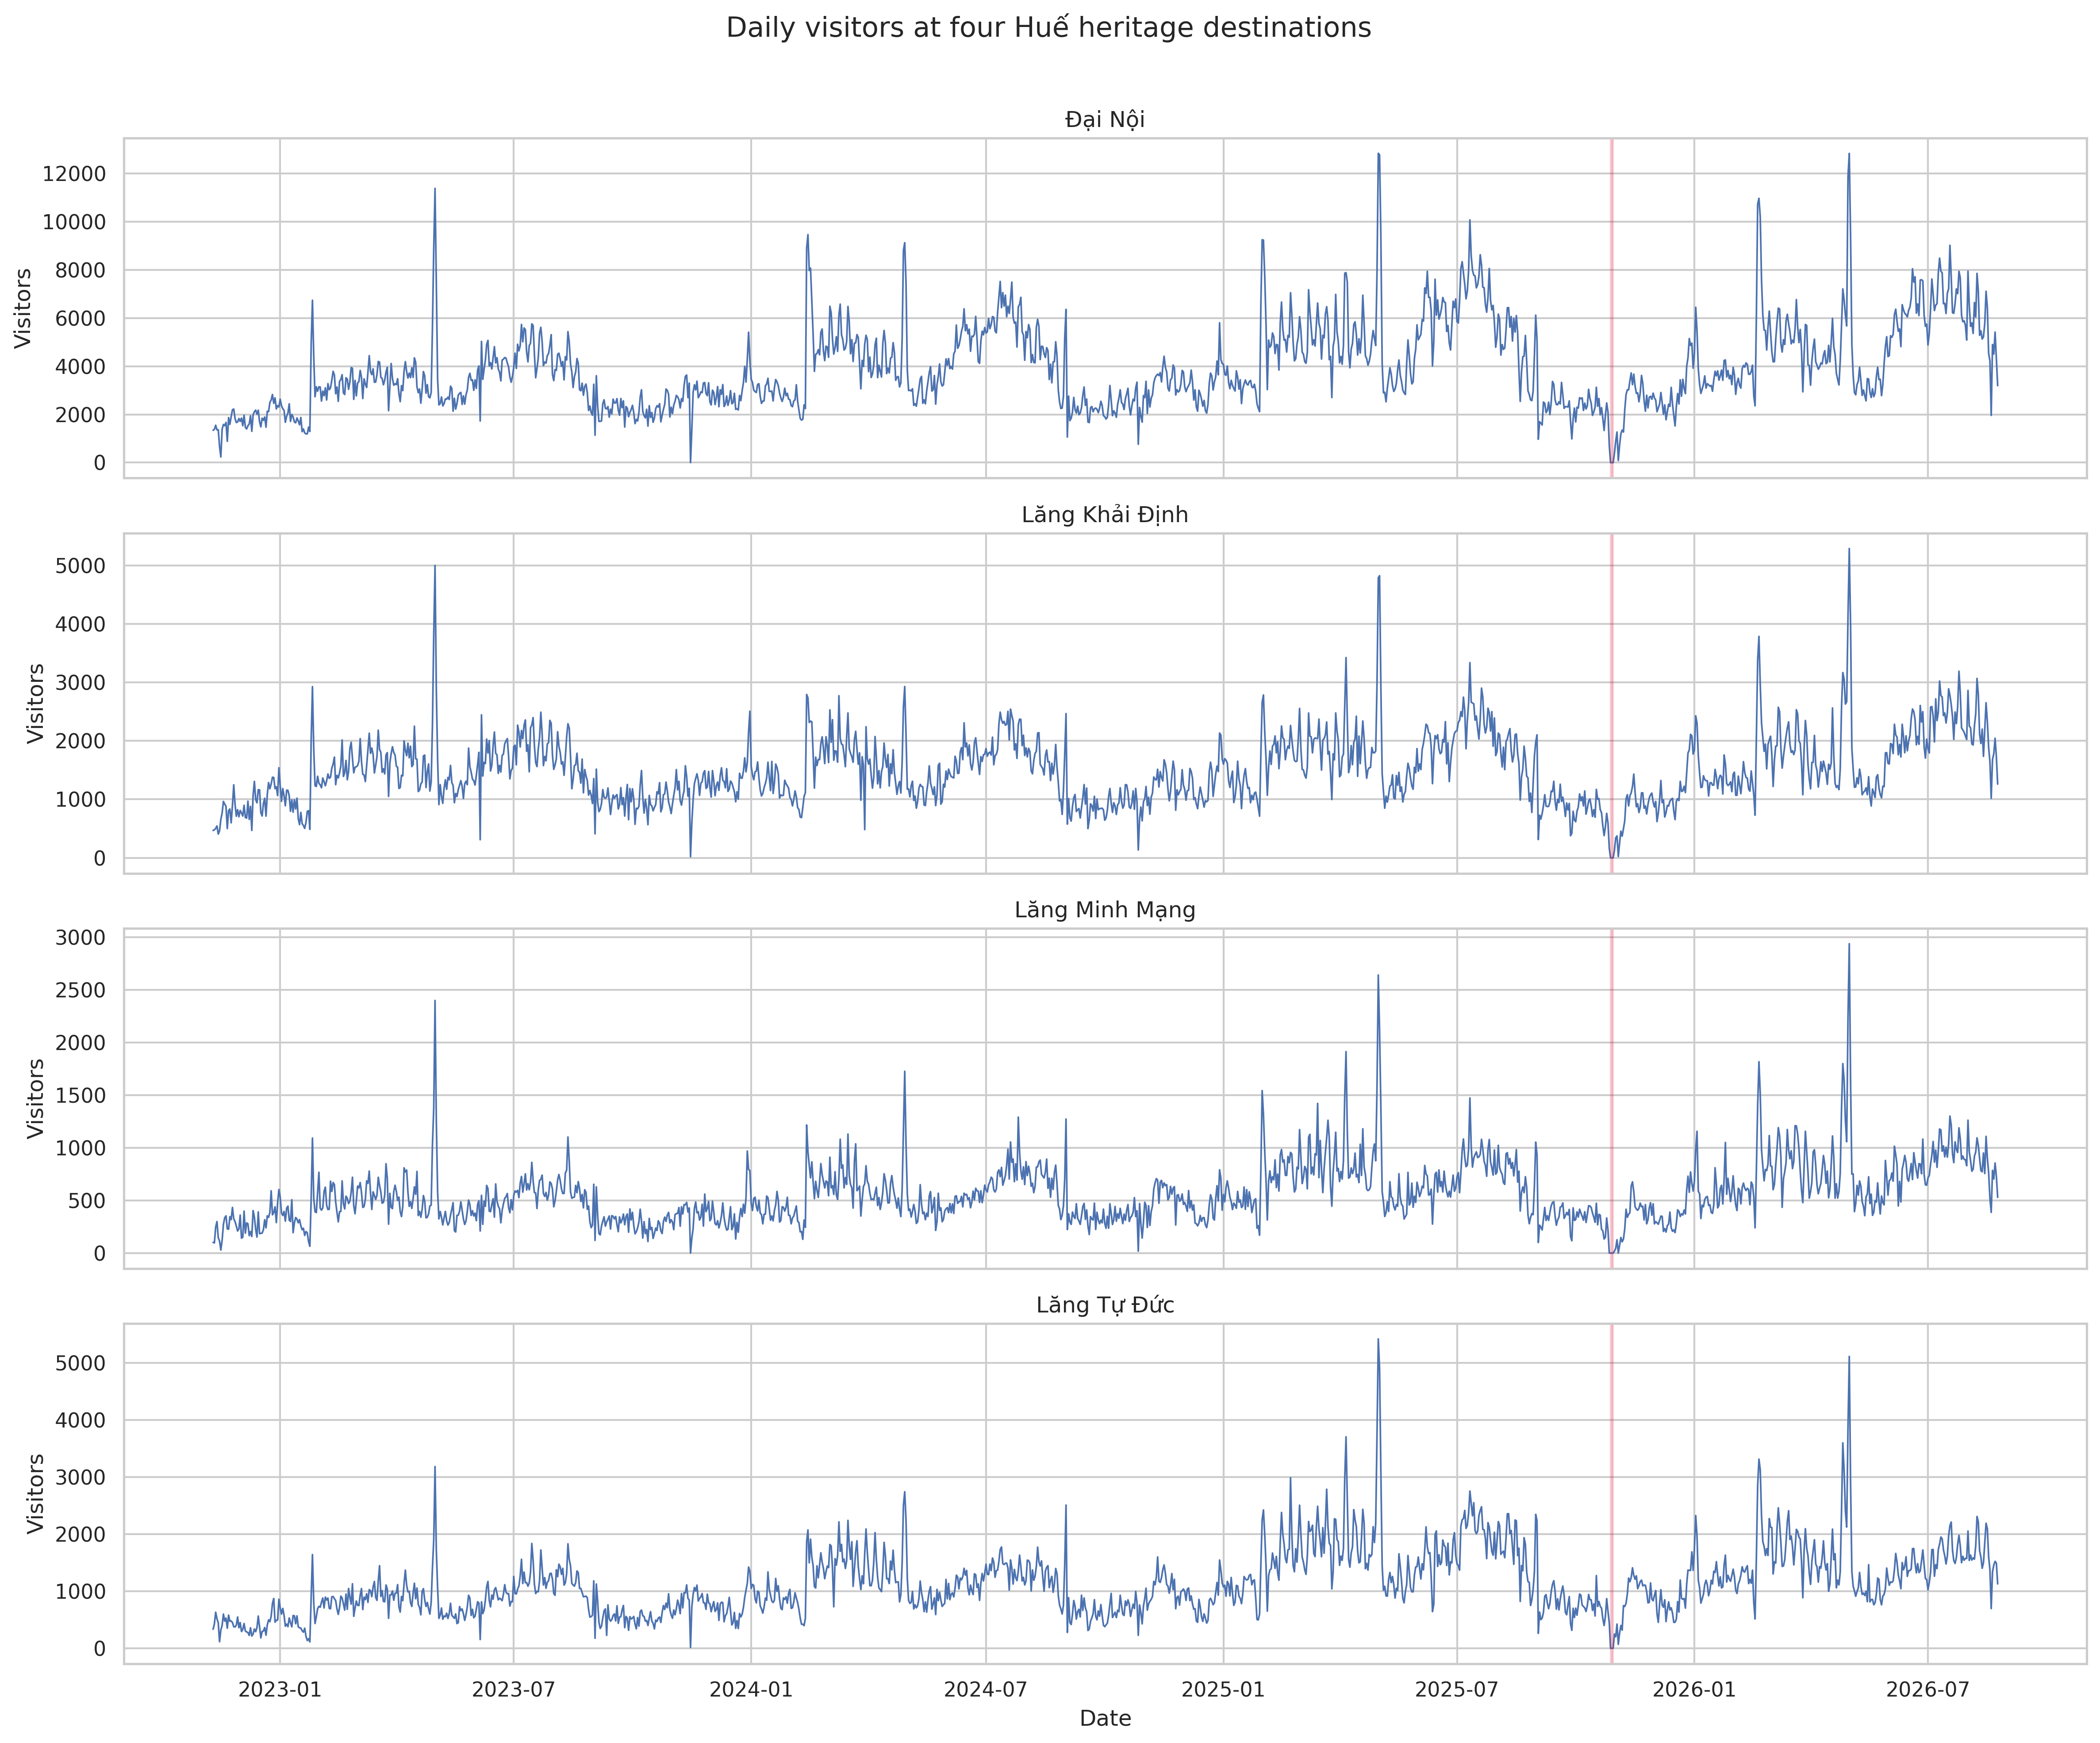 Daily visitors at four Huế heritage destinations
Đại Nội
Visitors
12000
10000
8000
6000
4000
2000
0
Lăng Khải Định
Visitors
5000
4000
3000
2000
1000
0
Lăng Minh Mạng
Visitors
3000
2500
2000
1500
1000
500
0
Lăng Tự Đức
Visitors
5000
4000
3000
2000
1000
0
2023-01 2023-07 2024-01 2024-07 2025-01 2025-07 2026-01 2026-07
Date